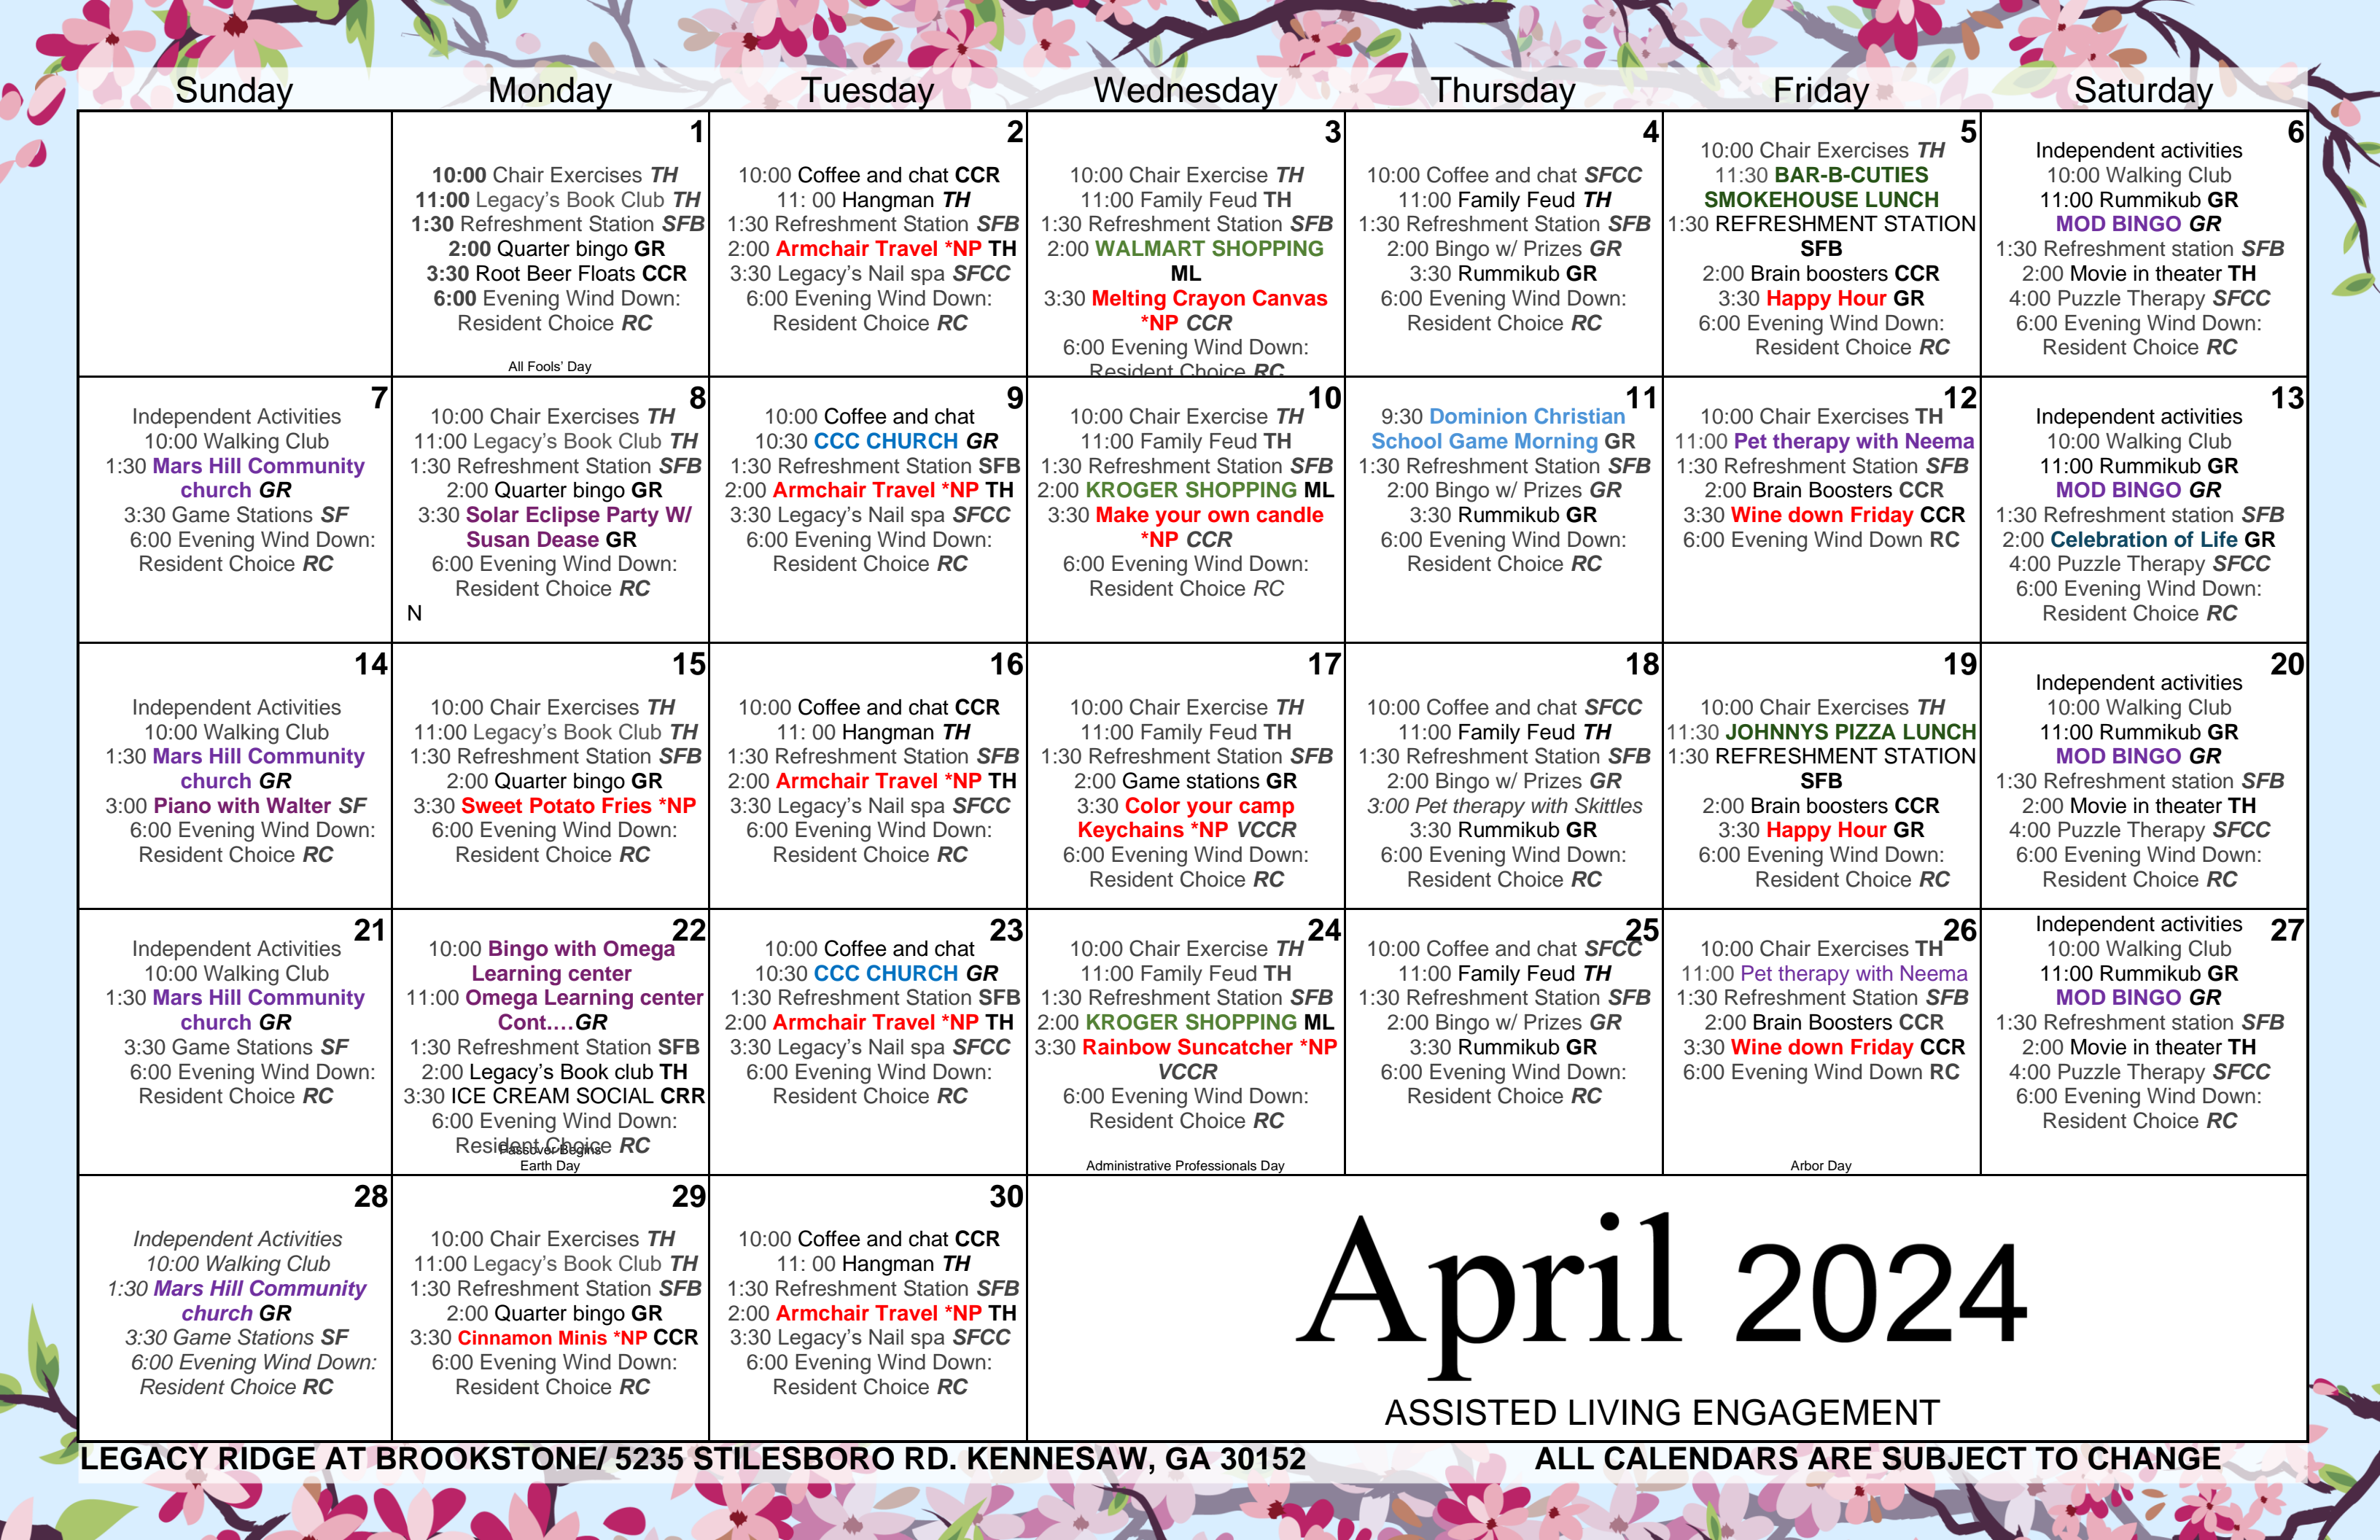 Sunday Monday Tuesday Wednesday Thursday Friday Saturday
1
10:00 Chair Exercises TH
11:00 Legacy's Book Club TH
1:30 Refreshment Station SFB
2:00 Quarter bingo GR
3:30 Root Beer Floats CCR
6:00 Evening Wind Down:
Resident Choice RC
All Fools' Day
2
10:00 Coffee and chat CCR
11: 00 Hangman TH
1:30 Refreshment Station SFB
2:00 Armchair Travel *NP TH
3:30 Legacy's Nail spa SFCC
6:00 Evening Wind Down:
Resident Choice RC
3
10:00 Chair Exercise TH
11:00 Family Feud TH
1:30 Refreshment Station SFB
2:00 WALMART SHOPPING
ML
3:30 Melting Crayon Canvas
*NP CCR
6:00 Evening Wind Down:
Resident Choice RC
4
10:00 Coffee and chat SFCC
11:00 Family Feud TH
1:30 Refreshment Station SFB
2:00 Bingo w/ Prizes GR
3:30 Rummikub GR
6:00 Evening Wind Down:
Resident Choice RC
5
10:00 Chair Exercises TH
11:30 BAR-B-CUTIES
SMOKEHOUSE LUNCH
1:30 REFRESHMENT STATION
SFB
2:00 Brain boosters CCR
3:30 Happy Hour GR
6:00 Evening Wind Down:
Resident Choice RC
6
Independent activities
10:00 Walking Club
11:00 Rummikub GR
MOD BINGO GR
1:30 Refreshment station SFB
2:00 Movie in theater TH
4:00 Puzzle Therapy SFCC
6:00 Evening Wind Down:
Resident Choice RC
7
Independent Activities
10:00 Walking Club
1:30 Mars Hill Community
church GR
3:30 Game Stations SF
6:00 Evening Wind Down:
Resident Choice RC
8
10:00 Chair Exercises TH
11:00 Legacy's Book Club TH
1:30 Refreshment Station SFB
2:00 Quarter bingo GR
3:30 Solar Eclipse Party W/
Susan Dease GR
6:00 Evening Wind Down:
Resident Choice RC
N
9
10:00 Coffee and chat
10:30 CCC CHURCH GR
1:30 Refreshment Station SFB
2:00 Armchair Travel *NP TH
3:30 Legacy's Nail spa SFCC
6:00 Evening Wind Down:
Resident Choice RC
10
10:00 Chair Exercise TH
11:00 Family Feud TH
1:30 Refreshment Station SFB
2:00 KROGER SHOPPING ML
3:30 Make your own candle
*NP CCR
6:00 Evening Wind Down:
Resident Choice RC
11
9:30 Dominion Christian
School Game Morning GR
1:30 Refreshment Station SFB
2:00 Bingo w/ Prizes GR
3:30 Rummikub GR
6:00 Evening Wind Down:
Resident Choice RC
12
10:00 Chair Exercises TH
11:00 Pet therapy with Neema
1:30 Refreshment Station SFB
2:00 Brain Boosters CCR
3:30 Wine down Friday CCR
6:00 Evening Wind Down RC
13
Independent activities
10:00 Walking Club
11:00 Rummikub GR
MOD BINGO GR
1:30 Refreshment station SFB
2:00 Celebration of Life GR
4:00 Puzzle Therapy SFCC
6:00 Evening Wind Down:
Resident Choice RC
14
Independent Activities
10:00 Walking Club
1:30 Mars Hill Community
church GR
3:00 Piano with Walter SF
6:00 Evening Wind Down:
Resident Choice RC
15
10:00 Chair Exercises TH
11:00 Legacy's Book Club TH
1:30 Refreshment Station SFB
2:00 Quarter bingo GR
3:30 Sweet Potato Fries *NP
6:00 Evening Wind Down:
Resident Choice RC
16
10:00 Coffee and chat CCR
11: 00 Hangman TH
1:30 Refreshment Station SFB
2:00 Armchair Travel *NP TH
3:30 Legacy's Nail spa SFCC
6:00 Evening Wind Down:
Resident Choice RC
17
10:00 Chair Exercise TH
11:00 Family Feud TH
1:30 Refreshment Station SFB
2:00 Game stations GR
3:30 Color your camp
Keychains *NP VCCR
6:00 Evening Wind Down:
Resident Choice RC
18
10:00 Coffee and chat SFCC
11:00 Family Feud TH
1:30 Refreshment Station SFB
2:00 Bingo w/ Prizes GR
3:00 Pet therapy with Skittles
3:30 Rummikub GR
6:00 Evening Wind Down:
Resident Choice RC
19
10:00 Chair Exercises TH
11:30 JOHNNYS PIZZA LUNCH
1:30 REFRESHMENT STATION
SFB
2:00 Brain boosters CCR
3:30 Happy Hour GR
6:00 Evening Wind Down:
Resident Choice RC
20
Independent activities
10:00 Walking Club
11:00 Rummikub GR
MOD BINGO GR
1:30 Refreshment station SFB
2:00 Movie in theater TH
4:00 Puzzle Therapy SFCC
6:00 Evening Wind Down:
Resident Choice RC
21
Independent Activities
10:00 Walking Club
1:30 Mars Hill Community
church GR
3:30 Game Stations SF
6:00 Evening Wind Down:
Resident Choice RC
22
10:00 Bingo with Omega
Learning center
11:00 Omega Learning center
Cont....GR
1:30 Refreshment Station SFB
2:00 Legacy's Book club TH
3:30 ICE CREAM SOCIAL CRR
6:00 Evening Wind Down:
Resident Choice RC
Passover Begins
Earth Day
23
10:00 Coffee and chat
10:30 CCC CHURCH GR
1:30 Refreshment Station SFB
2:00 Armchair Travel *NP TH
3:30 Legacy's Nail spa SFCC
6:00 Evening Wind Down:
Resident Choice RC
24
10:00 Chair Exercise TH
11:00 Family Feud TH
1:30 Refreshment Station SFB
2:00 KROGER SHOPPING ML
3:30 Rainbow Suncatcher *NP
VCCR
6:00 Evening Wind Down:
Resident Choice RC
Administrative Professionals Day
25
10:00 Coffee and chat SFCC
11:00 Family Feud TH
1:30 Refreshment Station SFB
2:00 Bingo w/ Prizes GR
3:30 Rummikub GR
6:00 Evening Wind Down:
Resident Choice RC
26
10:00 Chair Exercises TH
11:00 Pet therapy with Neema
1:30 Refreshment Station SFB
2:00 Brain Boosters CCR
3:30 Wine down Friday CCR
6:00 Evening Wind Down RC
Arbor Day
27
Independent activities
10:00 Walking Club
11:00 Rummikub GR
MOD BINGO GR
1:30 Refreshment station SFB
2:00 Movie in theater TH
4:00 Puzzle Therapy SFCC
6:00 Evening Wind Down:
Resident Choice RC
28
Independent Activities
10:00 Walking Club
1:30 Mars Hill Community
church GR
3:30 Game Stations SF
6:00 Evening Wind Down:
Resident Choice RC
29
10:00 Chair Exercises TH
11:00 Legacy's Book Club TH
1:30 Refreshment Station SFB
2:00 Quarter bingo GR
3:30 Cinnamon Minis *NP CCR
6:00 Evening Wind Down:
Resident Choice RC
30
10:00 Coffee and chat CCR
11: 00 Hangman TH
1:30 Refreshment Station SFB
2:00 Armchair Travel *NP TH
3:30 Legacy's Nail spa SFCC
6:00 Evening Wind Down:
Resident Choice RC
April 2024
ASSISTED LIVING ENGAGEMENT
LEGACY RIDGE AT BROOKSTONE/ 5235 STILESBORO RD. KENNESAW, GA 30152 ALL CALENDARS ARE SUBJECT TO CHANGE